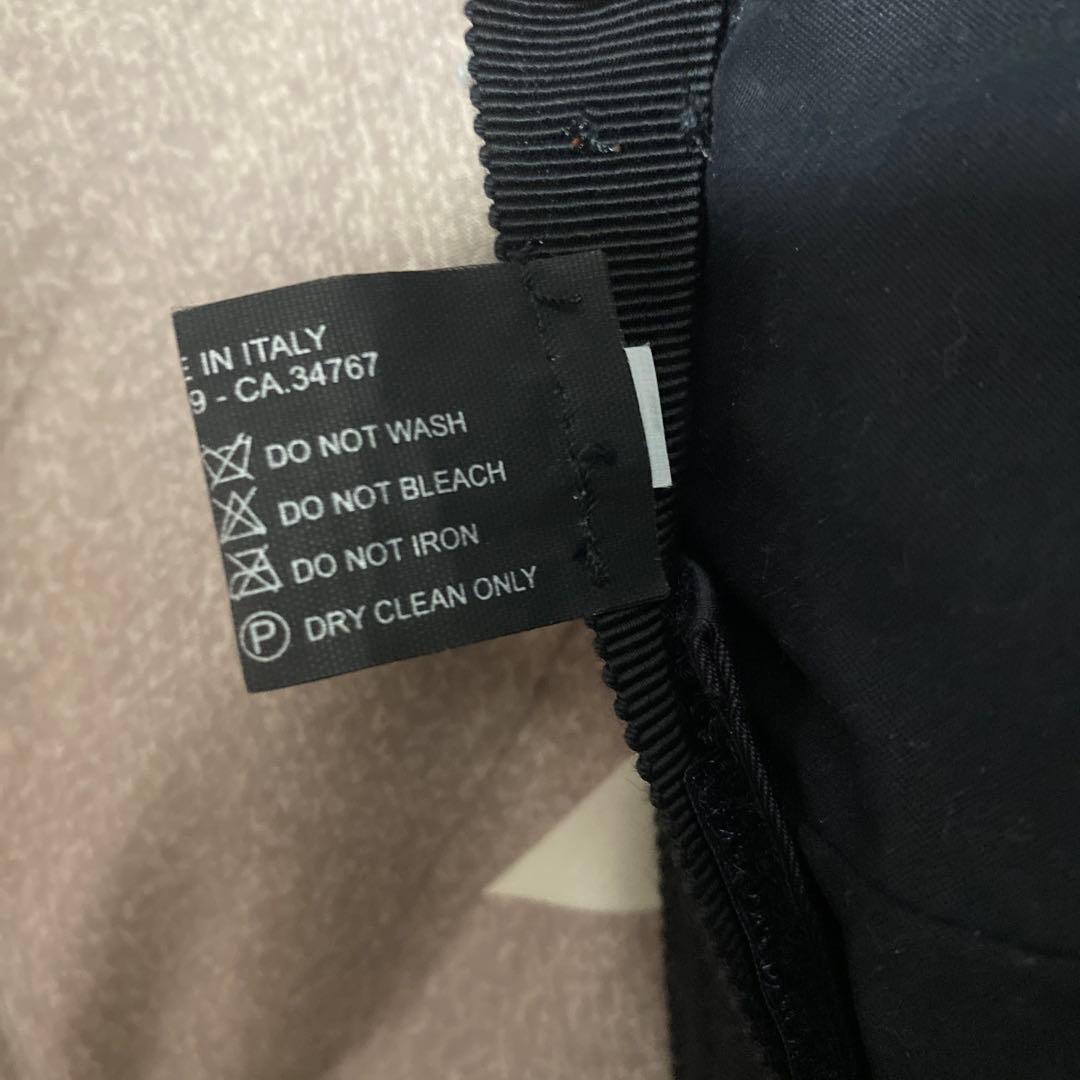 E IN ITALY
9 - CA.34767
DO NOT WASH
DO NOT BLEACH
DO NOT IRON
P DRY CLEAN ONLY